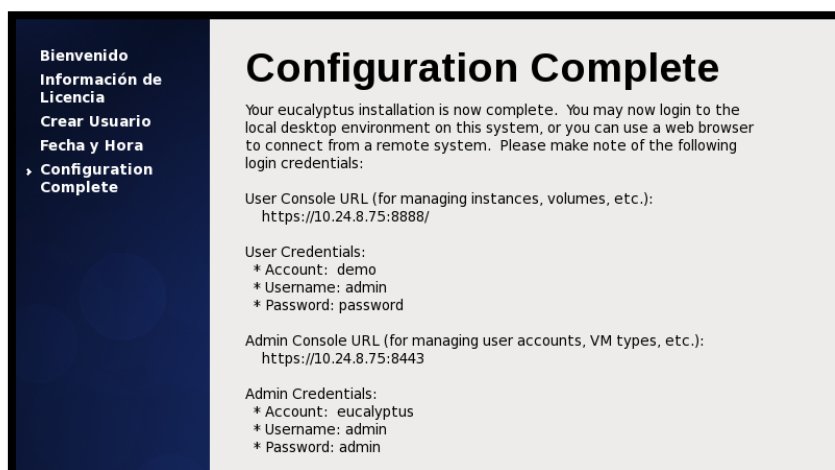 Bienvenido
Información de
Licencia
Crear Usuario
Fecha y Hora
› Configuration
Complete
Configuration Complete
Your eucalyptus installation is now complete.  You may now login to the
local desktop environment on this system, or you can use a web browser
to connect from a remote system.  Please make note of the following
login credentials:
User Console URL (for managing instances, volumes, etc.):
https://10.24.8.75:8888/
User Credentials:
* Account:  demo
* Username: admin
* Password: password
Admin Console URL (for managing user accounts, VM types, etc.):
https://10.24.8.75:8443
Admin Credentials:
* Account:  eucalyptus
* Username: admin
* Password: admin